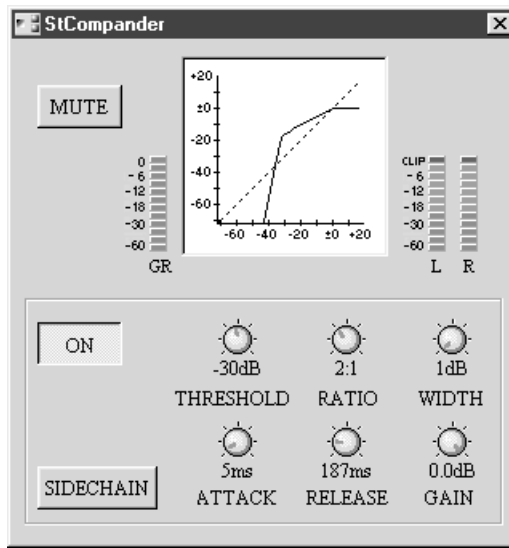 StCompander
MUTE
+20
±0
-20
-40
-60
-60 -40 -20 ±0 +20
0
-6
-12
-18
-30
-60
GR
CLIP
-6
-12
-18
-30
-60
L R
ON
-30dB 2:1 1dB
THRESHOLD RATIO WIDTH
5ms 187ms 0.0dB
SIDECHAIN ATTACK RELEASE GAIN